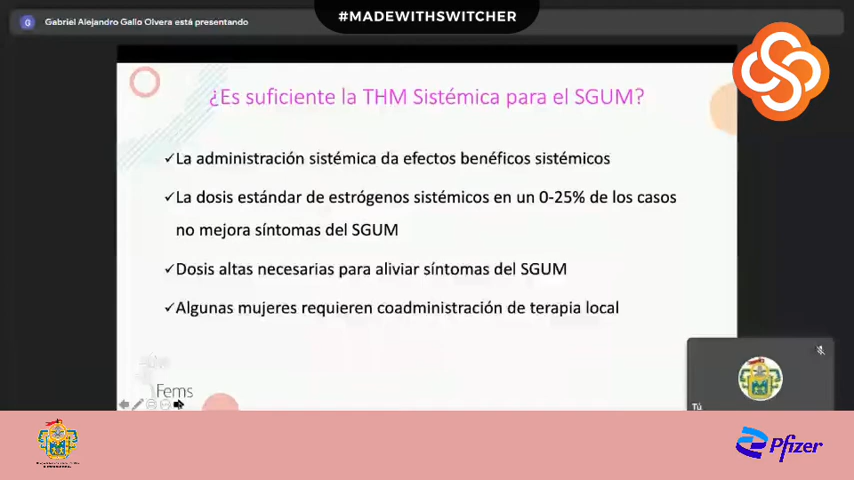 #MADEWITHSWITCHER
G Gabriel Alejandro Gallo Olvera está presentando
¿Es suficiente la THM Sistémica para el SGUM?
✓La administración sistémica da efectos benéficos sistémicos
✓La dosis estándar de estrógenos sistémicos en un 0-25% de los casos
no mejora síntomas del SGUM
✓Dosis altas necesarias para aliviar síntomas del SGUM
✓Algunas mujeres requieren coadministración de terapia local
Fems
Tú
Pfizer